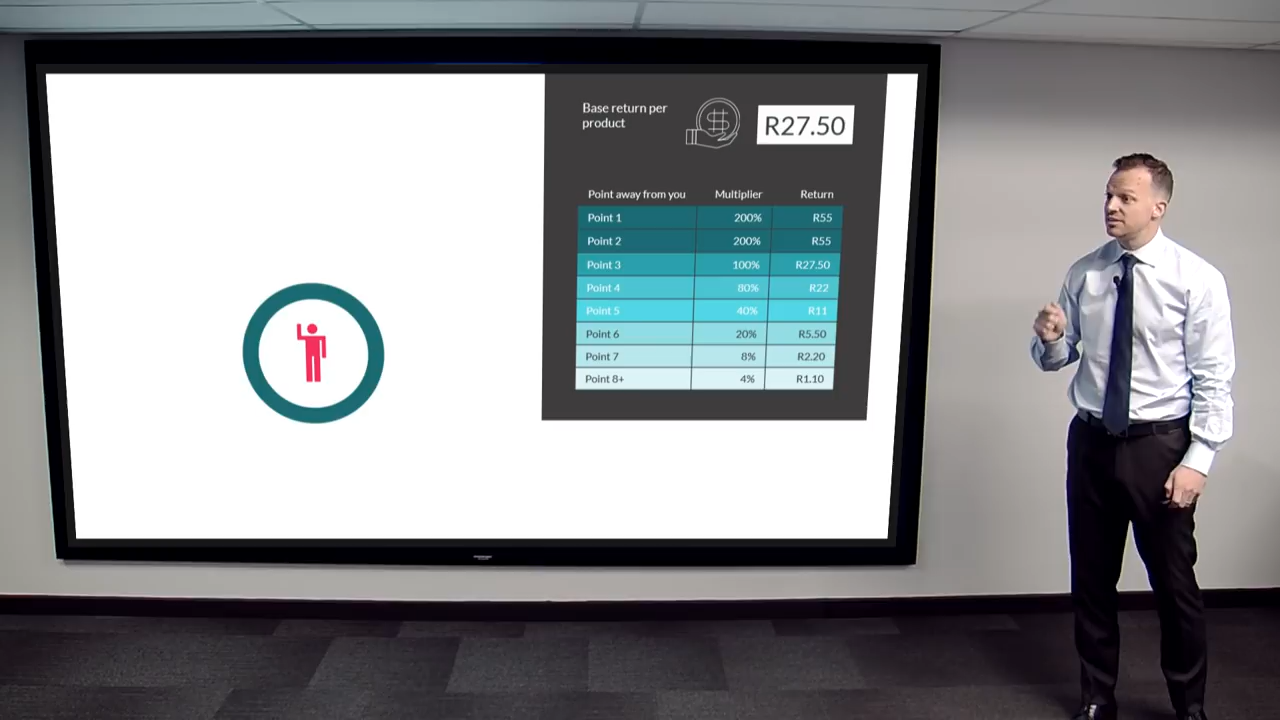 Base return per
product
R27.50
Point away from you Multiplier Return
Point 1 200% R55
Point 2 200% R55
Point 3 100% R27.50
Point 4 80% R22
Point 5 40% R11
Point 6 20% R5.50
Point 7 8% R2.20
Point 8+ 4% R1.10